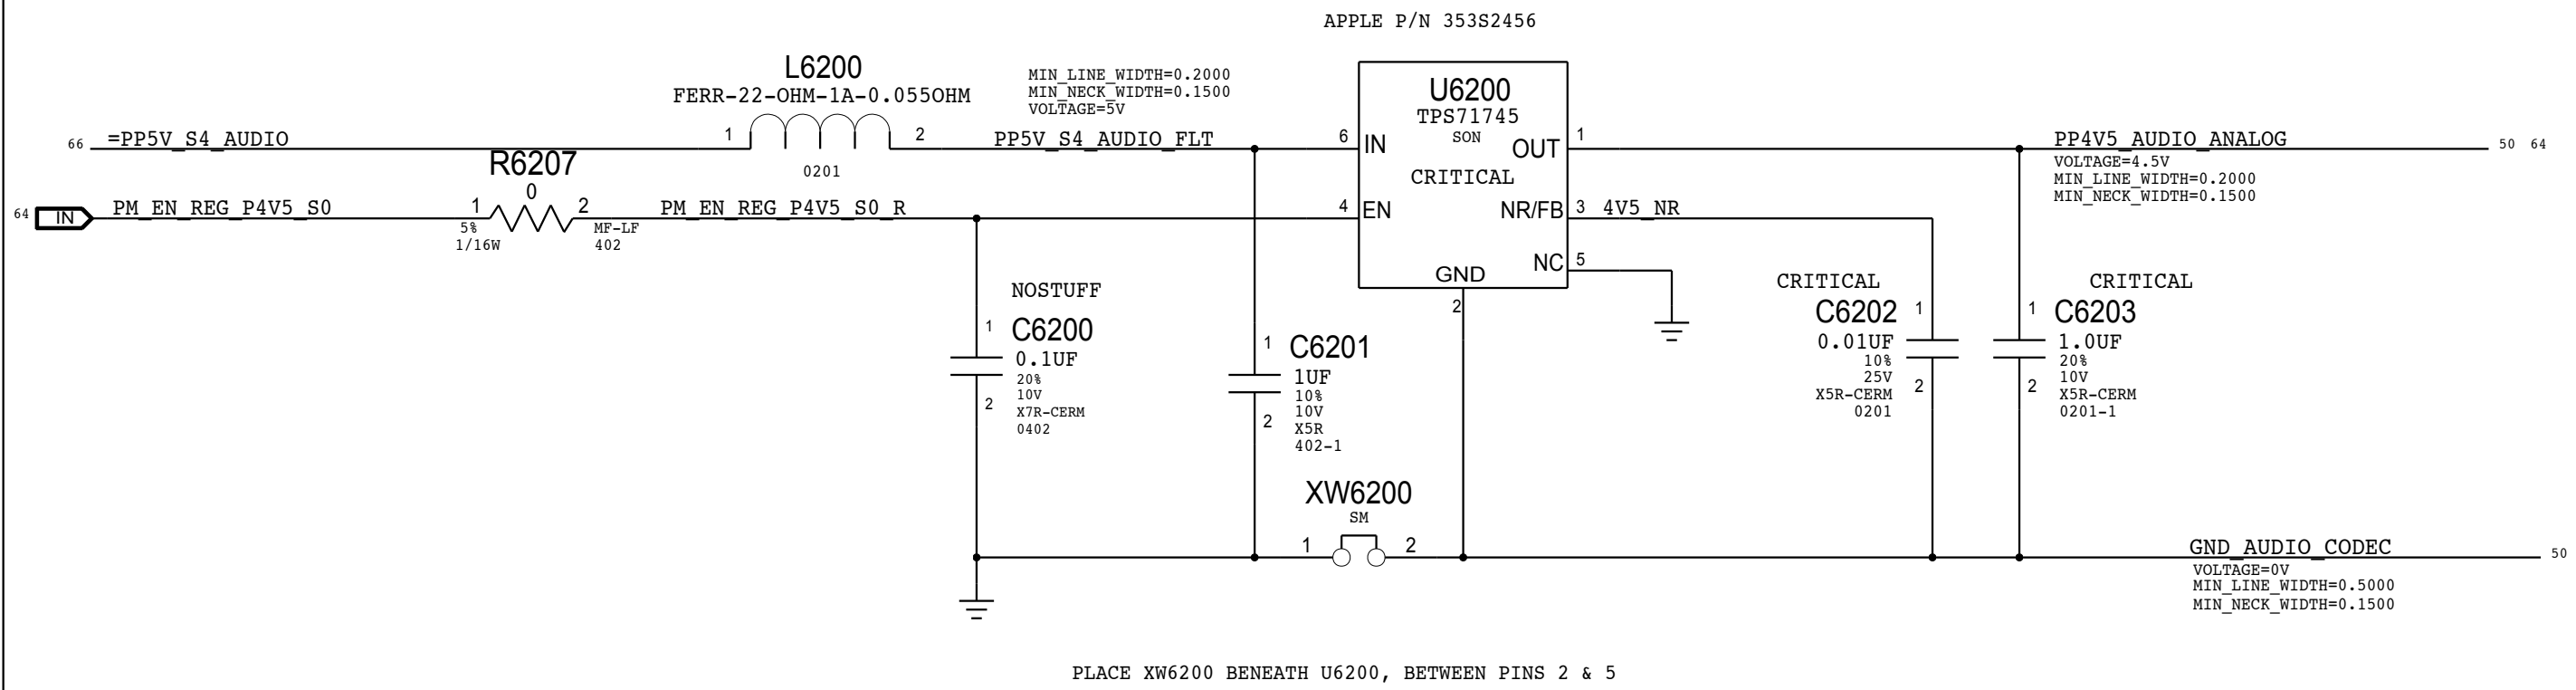 APPLE P/N 353S2456
L6200
FERR-22-OHM-1A-0.055OHM
MIN_LINE_WIDTH=0.2000
MIN_NECK_WIDTH=0.1500
VOLTAGE=5V
66 =PP5V_S4_AUDIO
1 2
0201
PP5V_S4_AUDIO_FLT
U6200
TPS71745
SON
CRITICAL
6 IN
OUT 1
4 EN
NR/FB 3 4V5_NR
NC 5
GND
2
PP4V5_AUDIO_ANALOG 50 64
VOLTAGE=4.5V
MIN_LINE_WIDTH=0.2000
MIN_NECK_WIDTH=0.1500
R6207
0
64 IN PM_EN_REG_P4V5_S0
1 2
5%
1/16W
MF-LF
402
PM_EN_REG_P4V5_S0_R
NOSTUFF
1 C6200
0.1UF
20%
10V
2 X7R-CERM
0402
1 C6201
1UF
10%
10V
2 X5R
402-1
CRITICAL
C6202 1
0.01UF
10%
25V
X5R-CERM 2
0201
CRITICAL
1 C6203
1.0UF
20%
10V
2 X5R-CERM
0201-1
XW6200
SM
1 2
GND_AUDIO_CODEC 50
VOLTAGE=0V
MIN_LINE_WIDTH=0.5000
MIN_NECK_WIDTH=0.1500
PLACE XW6200 BENEATH U6200, BETWEEN PINS 2 & 5